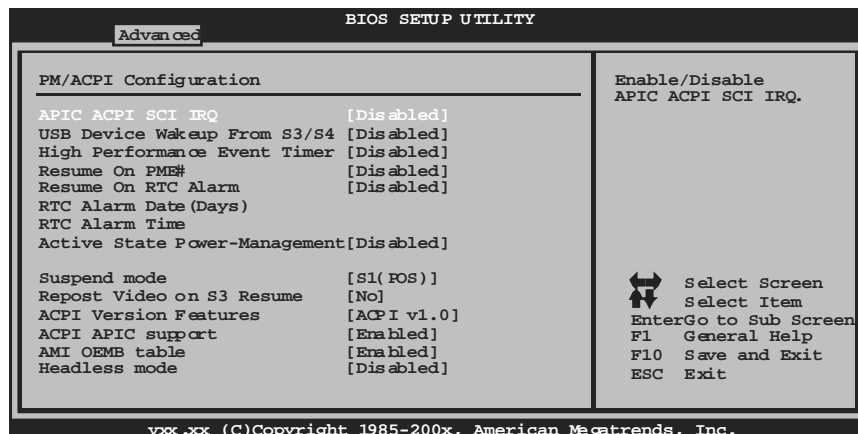 BIOS SETUP UTILITY
Advanced
PM/ACPI Configuration
APIC ACPI SCI IRQ [Disabled]
USB Device Wakeup From S3/S4 [Disabled]
High Performance Event Timer [Disabled]
Resume On PME# [Disabled]
Resume On RTC Alarm [Disabled]
RTC Alarm Date(Days)
RTC Alarm Time
Active State Power-Management[Disabled]
Suspend mode [S1(POS)]
Repost Video on S3 Resume [No]
ACPI Version Features [ACPI v1.0]
ACPI APIC support [Enabled]
AMI OEMB table [Enabled]
Headless mode [Disabled]
Enable/Disable
APIC ACPI SCI IRQ.
Select Screen
Select Item
EnterGo to Sub Screen
F1 General Help
F10 Save and Exit
ESC Exit
vxx.xx (C)Copyright 1985-200x, American Megatrends, Inc.